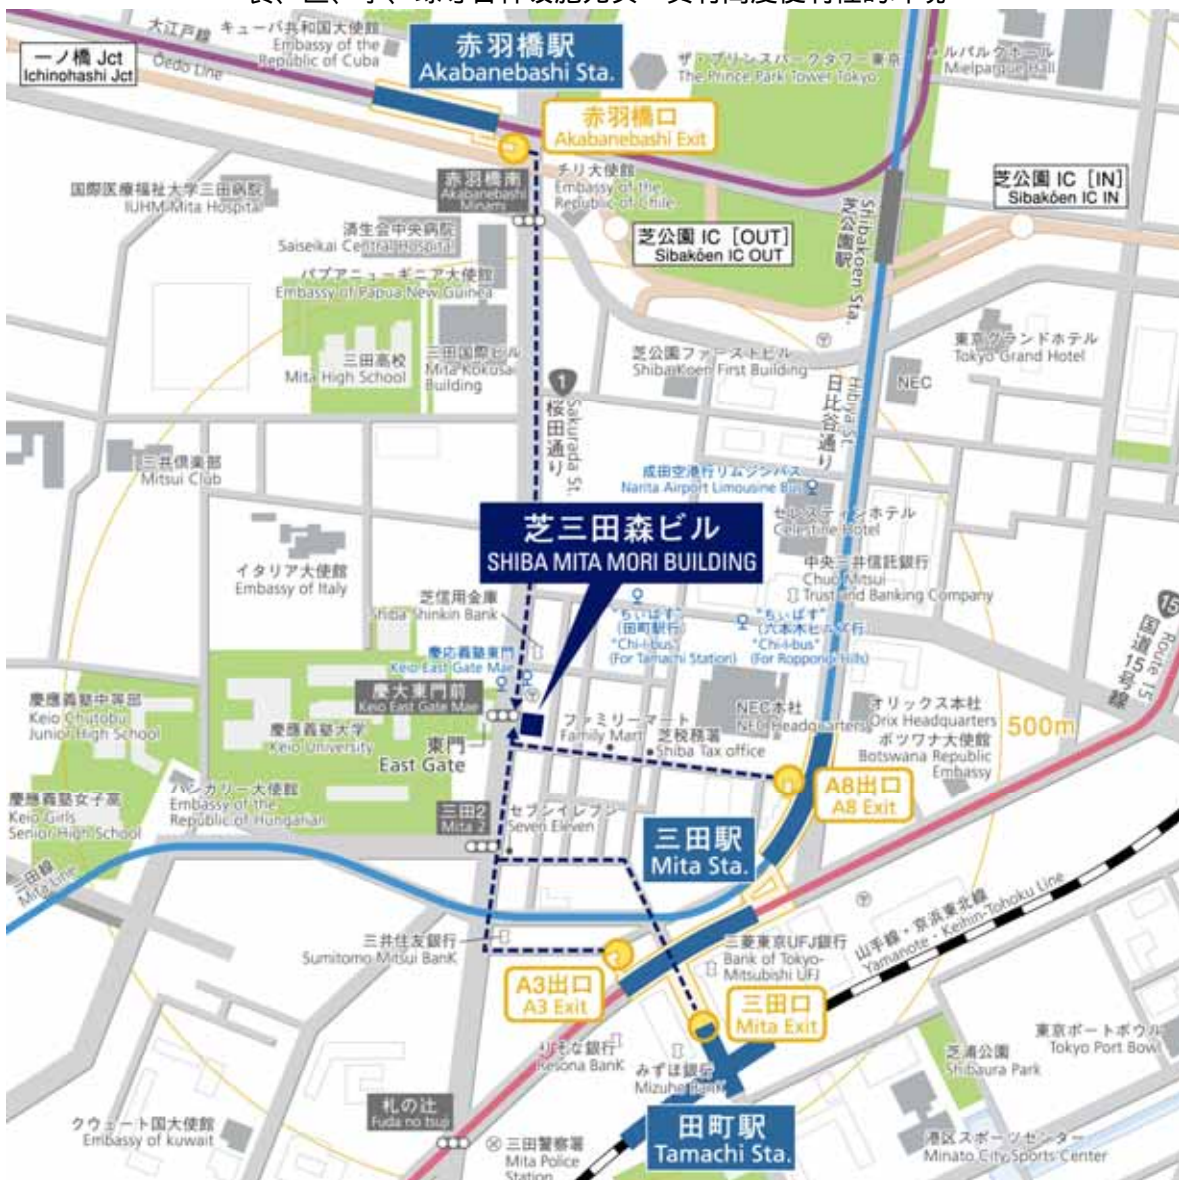 一ノ橋 Jct
Ichinohashi Jct
大江戸線
Ōedo Line
キューバ共和国大使館
Embassy of the
Republic of Cuba
赤羽橋駅
Akabanebashi Sta.
ザ・プリンスパークタワー東京
The Prince Park Tower Tokyo
メルパルクホール
Mielparque Hall
赤羽橋口
Akabanebashi Exit
赤羽橋南
Akabanebashi
Minami
チリ大使館
Embassy of the
Republic of Chile
国際医療福祉大学三田病院
IUHM Mita Hospital
済生会中央病院
Saiseikai Central Hospital
芝公園 IC［OUT］
Sibakōen IC OUT
芝公園 IC［IN］
Sibakōen IC IN
芝公園駅
Shibakoen Sta.
パプアニューギニア大使館
Embassy of Papua New Guinea
三田高校
Mita High School
三田国際ビル
Mita Kokusai
Building
芝公園ファーストビル
Shiba Koen First Building
東京グランドホテル
Tokyo Grand Hotel
NEC
1
桜田通り
Sakurada St.
日比谷通り
Hibiya St.
三井倶楽部
Mitsui Club
成田空港行リムジンバス
Narita Airport Limousine Bus
セレスティンホテル
Celestine Hotel
芝三田森ビル
SHIBA MITA MORI BUILDING
イタリア大使館
Embassy of Italy
中央三井信託銀行
Chuo Mitsui
Trust and Banking Company
芝信用金庫
Shiba Shinkin Bank
"ちぃばす"
(田町駅行)
"Chi-i-bus"
(For Tamachi Station)
"ちぃばす"
(六本木ヒルズ行)
"Chi-i-bus"
(For Roppongi Hills)
15
国道15号線
Route 15
慶応義塾東門
Keio East Gate Mae
慶大東門前
Keio East Gate Mae
慶應義塾中等部
Keio Chutobu
Junior High School
慶應義塾大学
Keio University
東門
East Gate
ファミリーマート
Family Mart
芝税務署
Shiba Tax office
NEC本社
NEC Headquarters
オリックス本社
Orix Headquarters
ボツワナ大使館
Botswana Republic
Embassy
500m
A8出口
A8 Exit
慶應義塾女子高
Keio Girls
Senior High School
ハンガリー大使館
Embassy of the
Republic of Hungarian
三田2
Mita 2
セブンイレブン
Seven Eleven
三田駅
Mita Sta.
三田線
Mita Line
三井住友銀行
Sumitomo Mitsui BanK
A3出口
A3 Exit
三菱東京UFJ銀行
Bank of Tokyo-
Mitsubishi UFJ
山手線・京浜東北線
Yamanote・Keihin-Tohoku Line
三田口
Mita Exit
りそな銀行
Resona BanK
みずほ銀行
Mizuho BanK
芝浦公園
Shibaura Park
東京ポートボウル
Tokyo Port Bowl
札の辻
Fuda no tsuji
クウェート国大使館
Embassy of kuwait
三田警察署
Mita Police
Station
田町駅
Tamachi Sta.
港区スポーツセンター
Minato City Sports Center